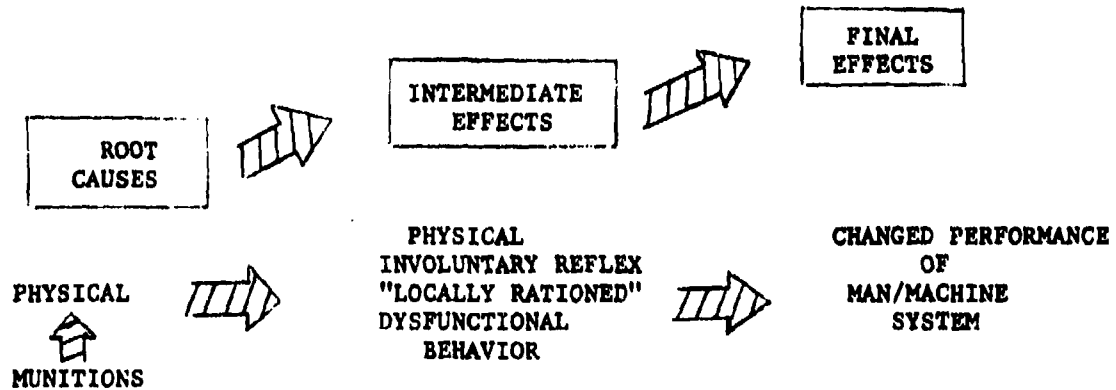 FINAL
EFFECTS
INTERMEDIATE
EFFECTS
ROOT
CAUSES
PHYSICAL
MUNITIONS
PHYSICAL
INVOLUNTARY REFLEX
"LOCALLY RATIONED"
DYSFUNCTIONAL
BEHAVIOR
CHANGED PERFORMANCE
OF
MAN/MACHINE
SYSTEM